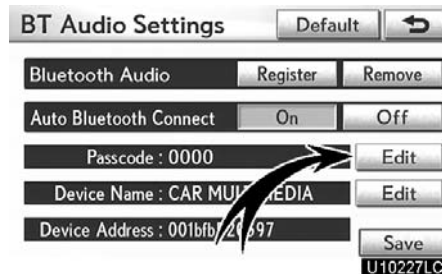 BT Audio Settings Default
Bluetooth Audio Register Remove
Auto Bluetooth Connect On Off
Passcode : 0000 Edit
Device Name : CAR MEDIA Edit
Device Address : Save
U10227LC